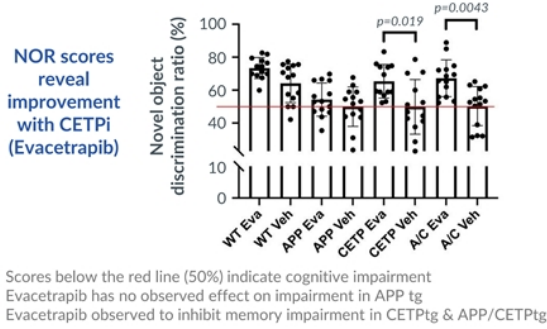 NOR scores
reveal
improvement
with CETPi
(Evacetrapib)
Novel object
discrimination ratio (%)
100
80
60
40
10
0
p=0.019
p=0.0043
WT Eva
WT Veh
APP Eva
APP Veh
CETP Eva
CETP Veh
A/C Eva
A/C Veh
Scores below the red line (50%) indicate cognitive impairment
Evacetrapib has no observed effect on impairment in APP tg
Evacetrapib observed to inhibit memory impairment in CETPtg & APP/CETPtg